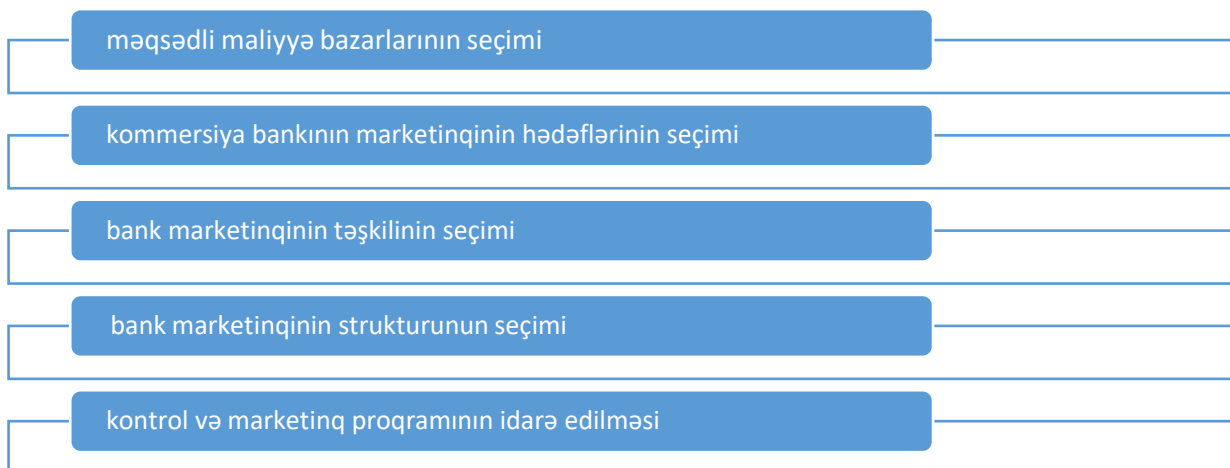 məqsədli maliyyə bazarlarının seçimi
kommersiya bankının marketinqinin hədəflərinin seçimi
bank marketinqinin təşkilinin seçimi
bank marketinqinin strukturunun seçimi
kontrol və marketinq proqramının idarə edilməsi